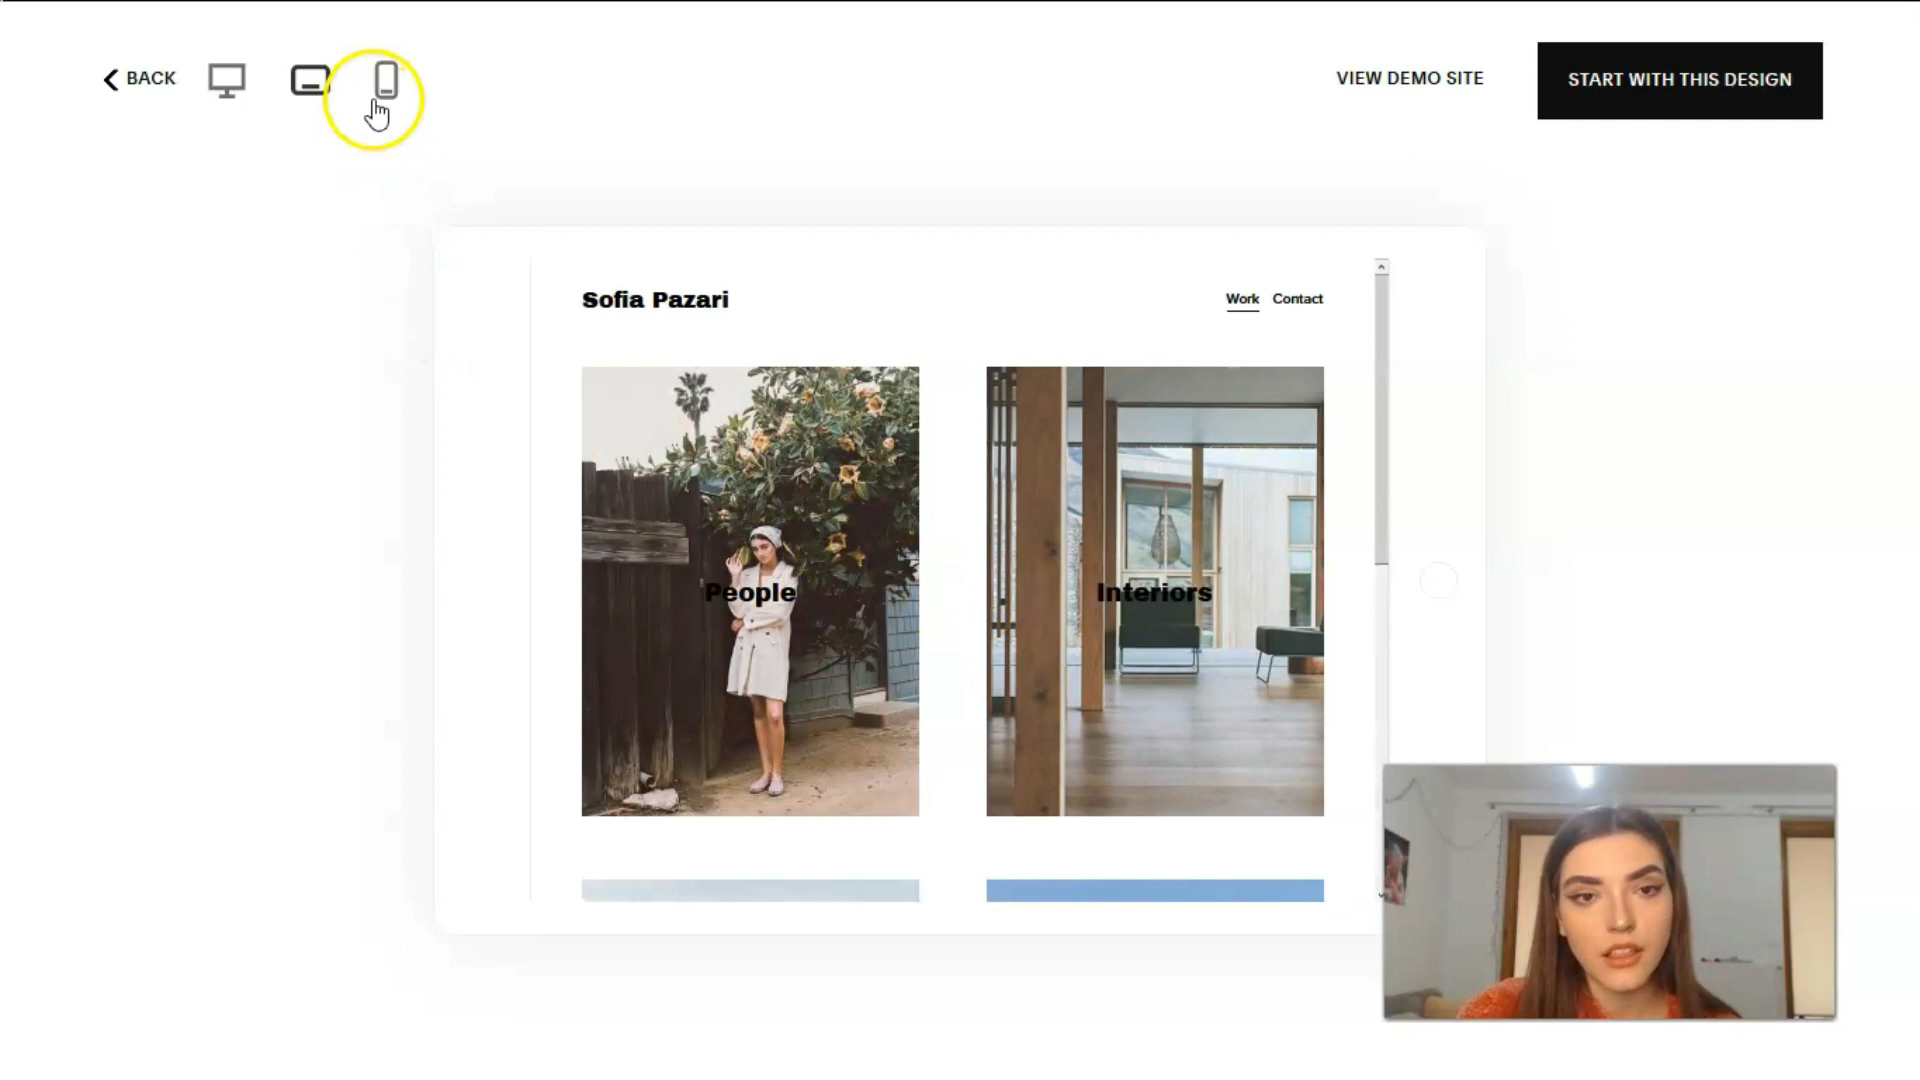 BACK
VIEW DEMO SITE
START WITH THIS DESIGN
Sofia Pazari
Work Contact
People
Interiors